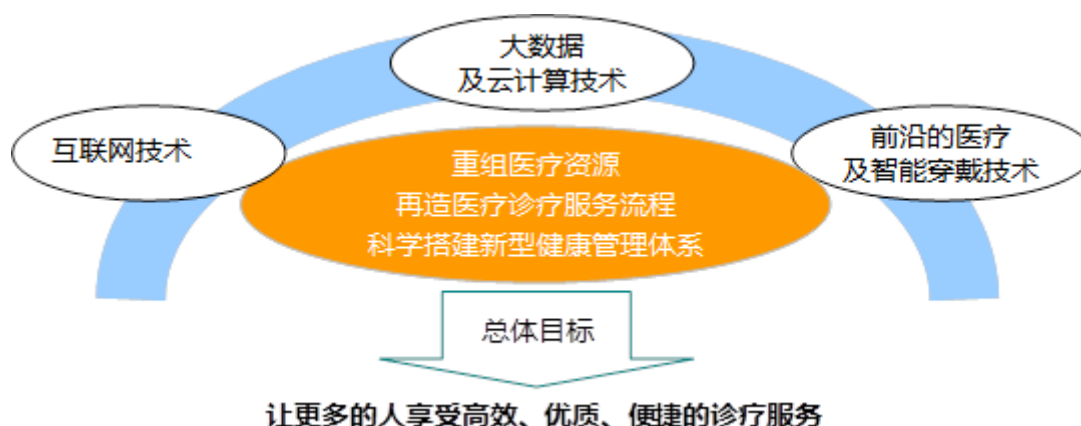 大数据
及云计算技术
互联网技术
前沿的医疗
及智能穿戴技术
重组医疗资源
再造医疗诊疗服务流程
科学搭建新型健康管理体系
总体目标
让更多的人享受高效、优质、便捷的诊疗服务